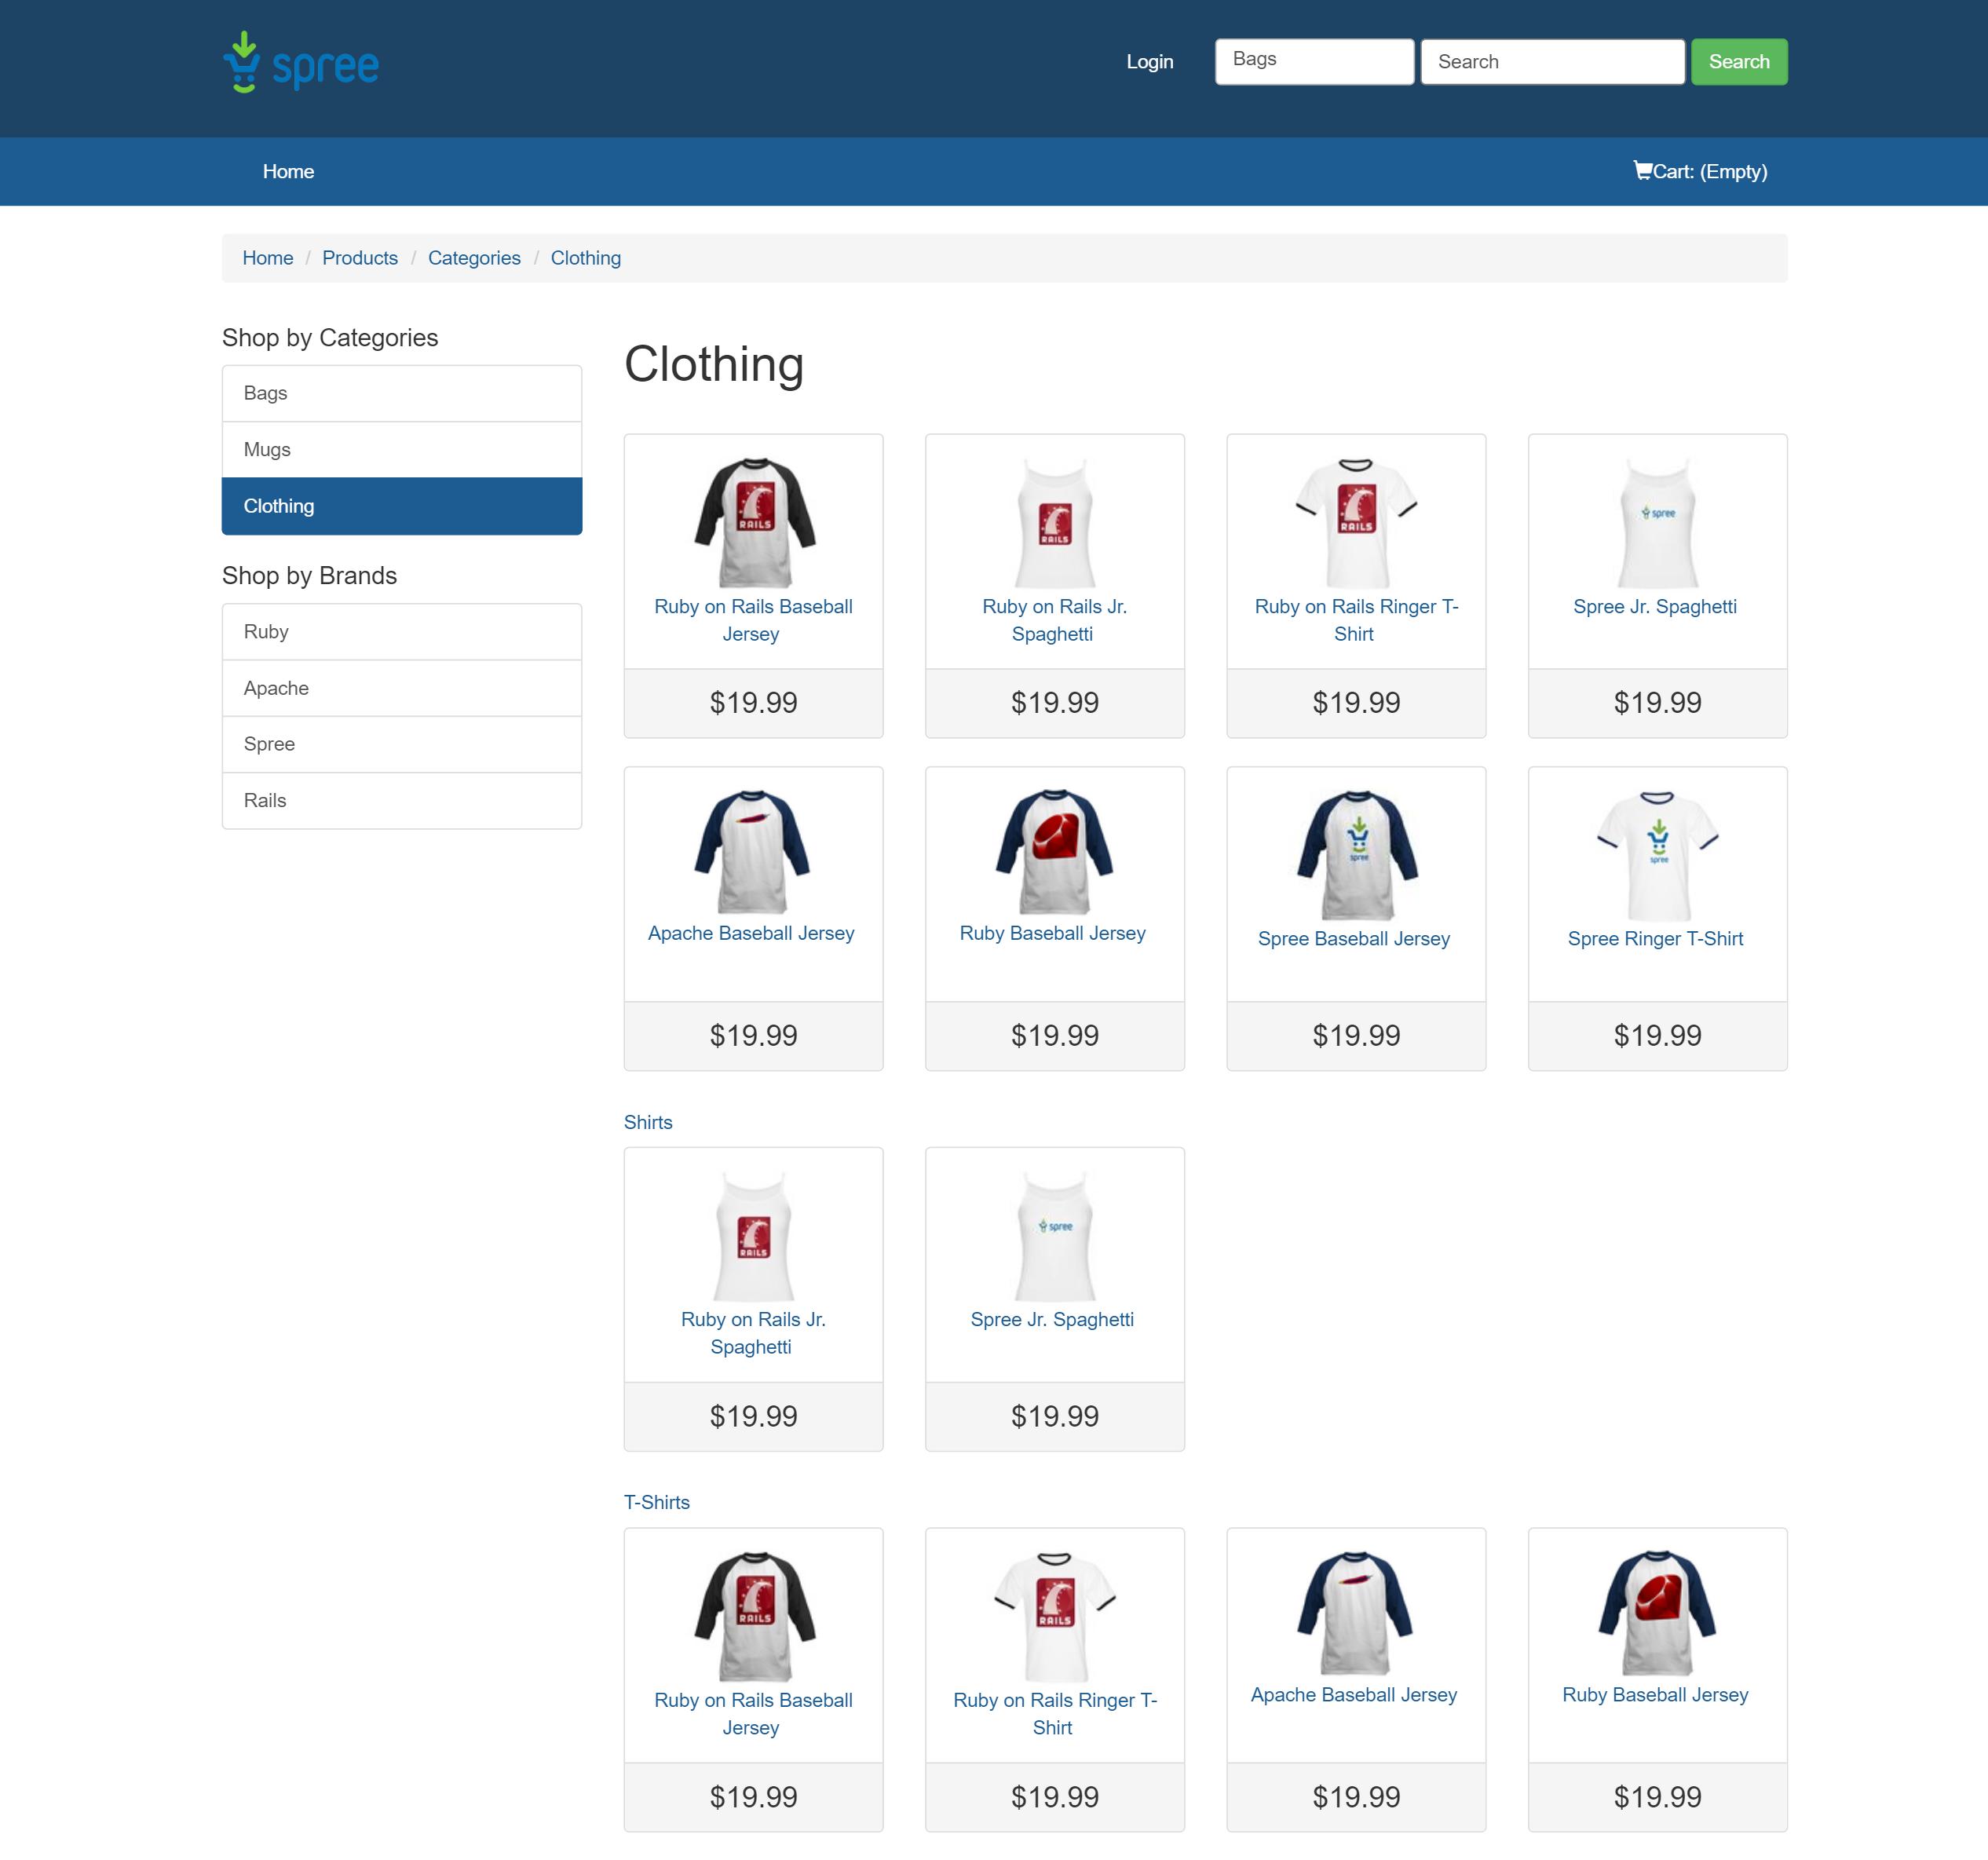 spree
Login
Bags
Search
Search
Home
Cart: (Empty)
Home / Products / Categories / Clothing
Shop by Categories
Bags
Mugs
Clothing
Shop by Brands
Ruby
Apache
Spree
Rails
Clothing
RAILS
Ruby on Rails Baseball
Jersey
$19.99
RAILS
Ruby on Rails Jr.
Spaghetti
$19.99
RAILS
Ruby on Rails Ringer T-
Shirt
$19.99
spree
Spree Jr. Spaghetti
$19.99
Apache Baseball Jersey
$19.99
Ruby Baseball Jersey
$19.99
spree
Spree Baseball Jersey
$19.99
spree
Spree Ringer T-Shirt
$19.99
Shirts
RAILS
Ruby on Rails Jr.
Spaghetti
$19.99
spree
Spree Jr. Spaghetti
$19.99
T-Shirts
RAILS
Ruby on Rails Baseball
Jersey
$19.99
RAILS
Ruby on Rails Ringer T-
Shirt
$19.99
Apache Baseball Jersey
$19.99
Ruby Baseball Jersey
$19.99